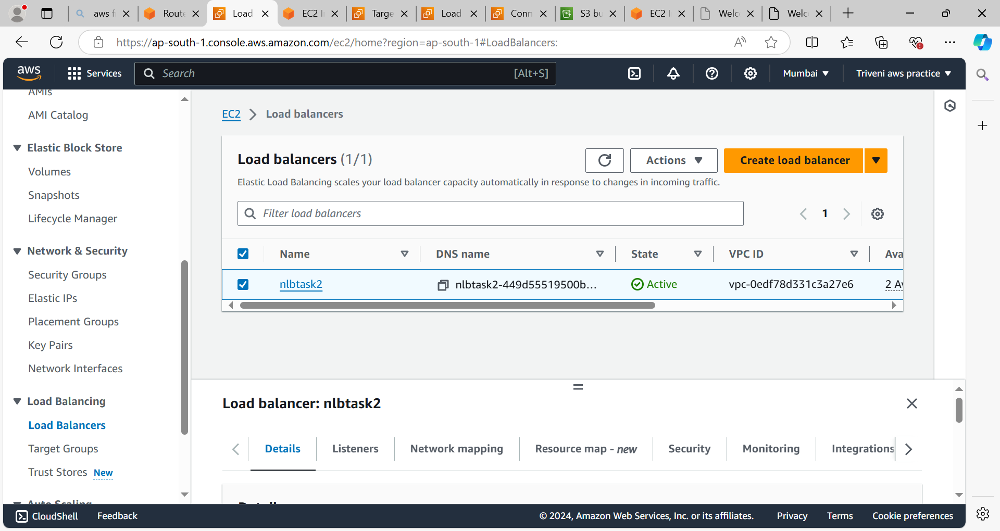 aws f
Route
Load
EC2 I
Targe
Load
Conn
S3 bu
EC2 I
Welc
Welc
https://ap-south-1.console.aws.amazon.com/ec2/home?region=ap-south-1#LoadBalancers:
aws
Services
Search [Alt+S]
Mumbai
Triveni aws practice
AMIs
AMI Catalog
Elastic Block Store
Volumes
Snapshots
Lifecycle Manager
Network & Security
Security Groups
Elastic IPs
Placement Groups
Key Pairs
Network Interfaces
Load Balancing
Load Balancers
Target Groups
Trust Stores New
Auto Scaling
EC2 > Load balancers
Load balancers (1/1)
Actions
Create load balancer
Elastic Load Balancing scales your load balancer capacity automatically in response to changes in incoming traffic.
Filter load balancers
1
Name DNS name State VPC ID Ava
nlbtask2 nlbtask2-449d55519500b... Active vpc-0edf78d331c3a27e6 2 Av
Load balancer: nlbtask2
Details Listeners Network mapping Resource map - new Security Monitoring Integrations
Details
CloudShell Feedback © 2024, Amazon Web Services, Inc. or its affiliates. Privacy Terms Cookie preferences